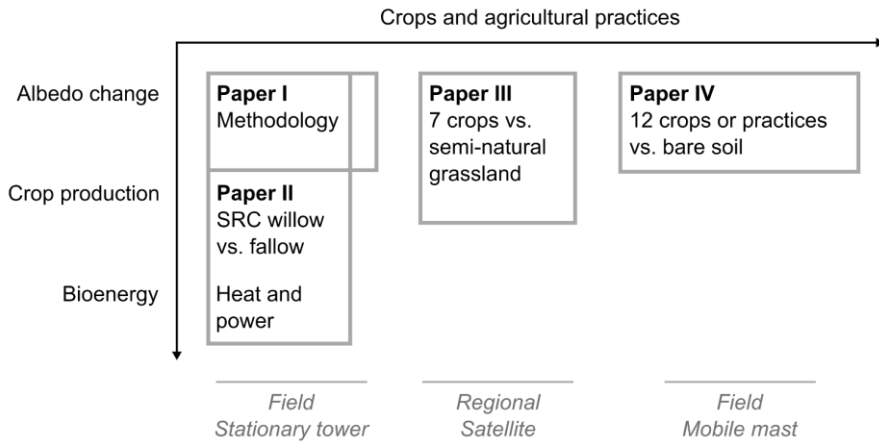 Crops and agricultural practices
Albedo change
Crop production
Bioenergy
Paper I
Methodology
Paper II
SRC willow
vs. fallow
Heat and
power
Paper III
7 crops vs.
semi-natural
grassland
Paper IV
12 crops or practices
vs. bare soil
Field
Stationary tower
Regional
Satellite
Field
Mobile mast